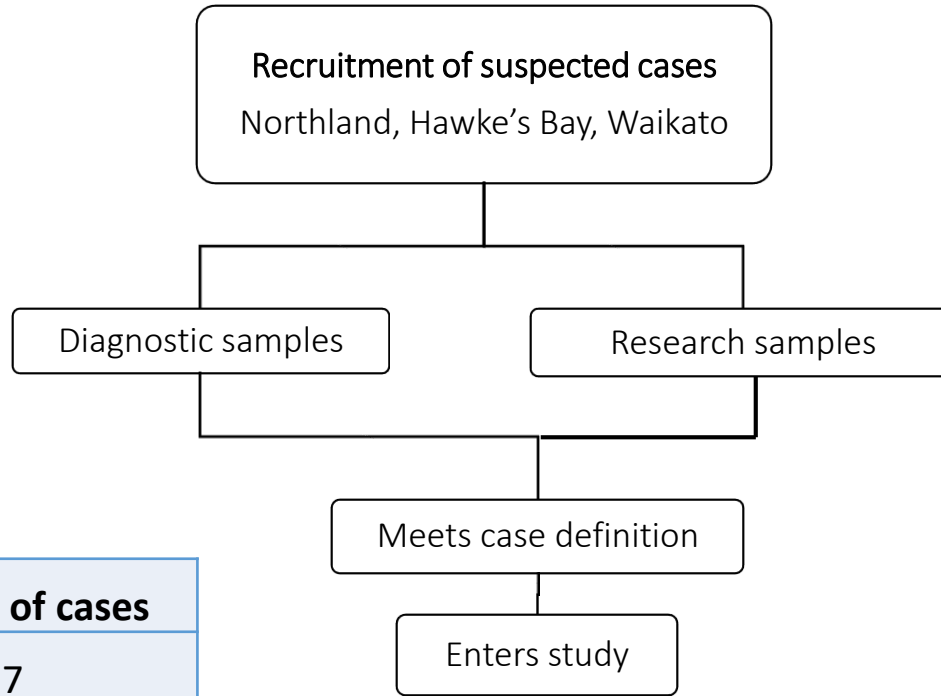 Recruitment of suspected cases
Northland, Hawke’s Bay, Waikato
Diagnostic samples
Research samples
Meets case definition
of cases
7
Enters study